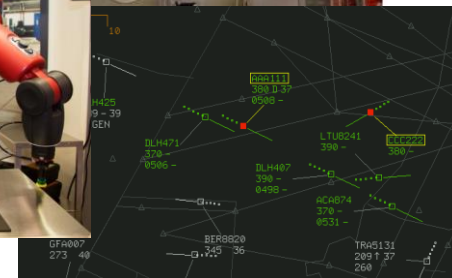 10
H425
39 - 39
GEN
AAA111
380 D 37
0508 -
DLH471
370 -
0506 -
LTU8241
390 -
CCC222
380 -
DLH407
390 -
0498 -
ACA874
370 -
0531 -
GFA007
273 40
BER8820
345 36
TRA5131
209 ↑ 37
260